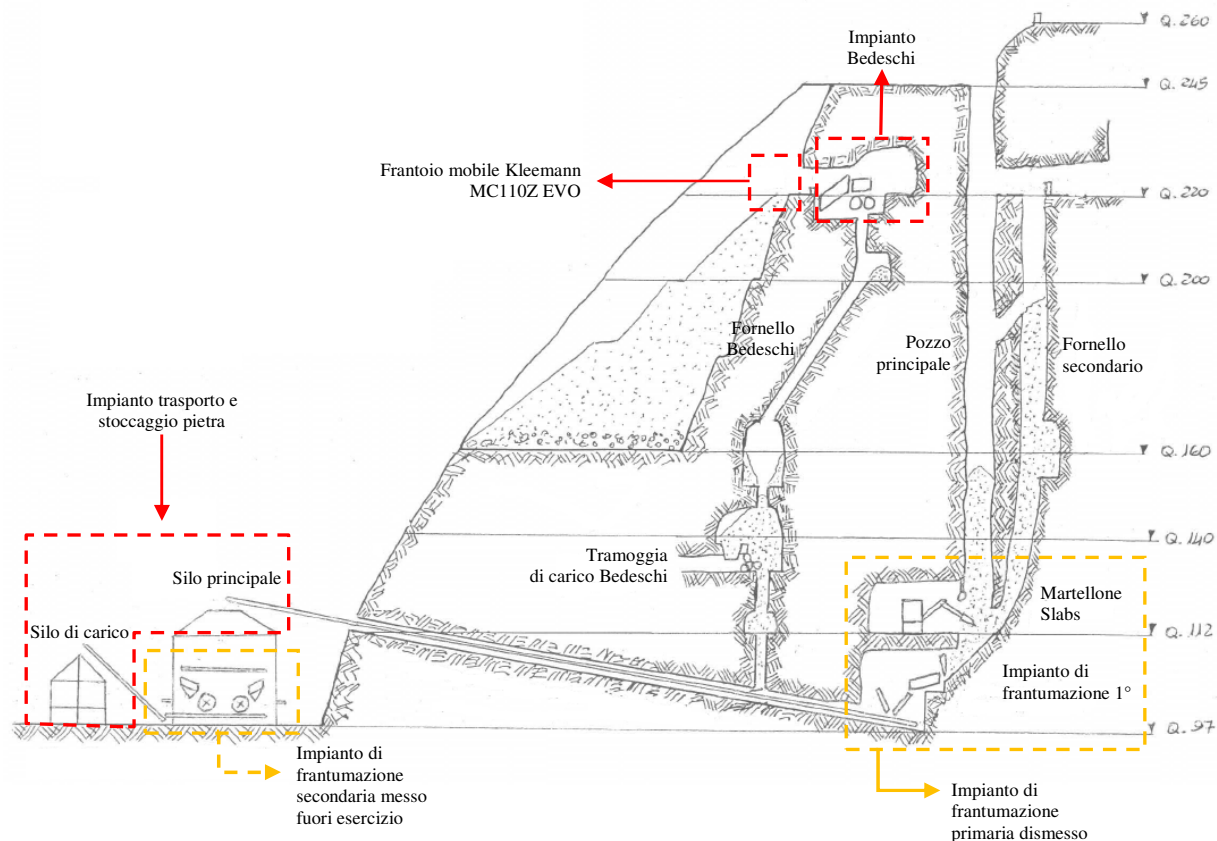 Q. 260
Impianto
Bedeschi
Q. 245
Frantoio mobile Kleemann
MC110Z EVO
Q. 220
Q. 200
Fornello
Bedeschi
Pozzo
principale
Fornello
secondario
Impianto trasporto e
stoccaggio pietra
Q. 160
Q. 140
Tramoggia
di carico Bedeschi
Silo principale
Martellone
Slabs
Silo di carico
Q. 112
Impianto di
frantumazione 1°
Q. 97
Impianto di
frantumazione
secondaria messo
fuori esercizio
Impianto di
frantumazione
primaria dismesso